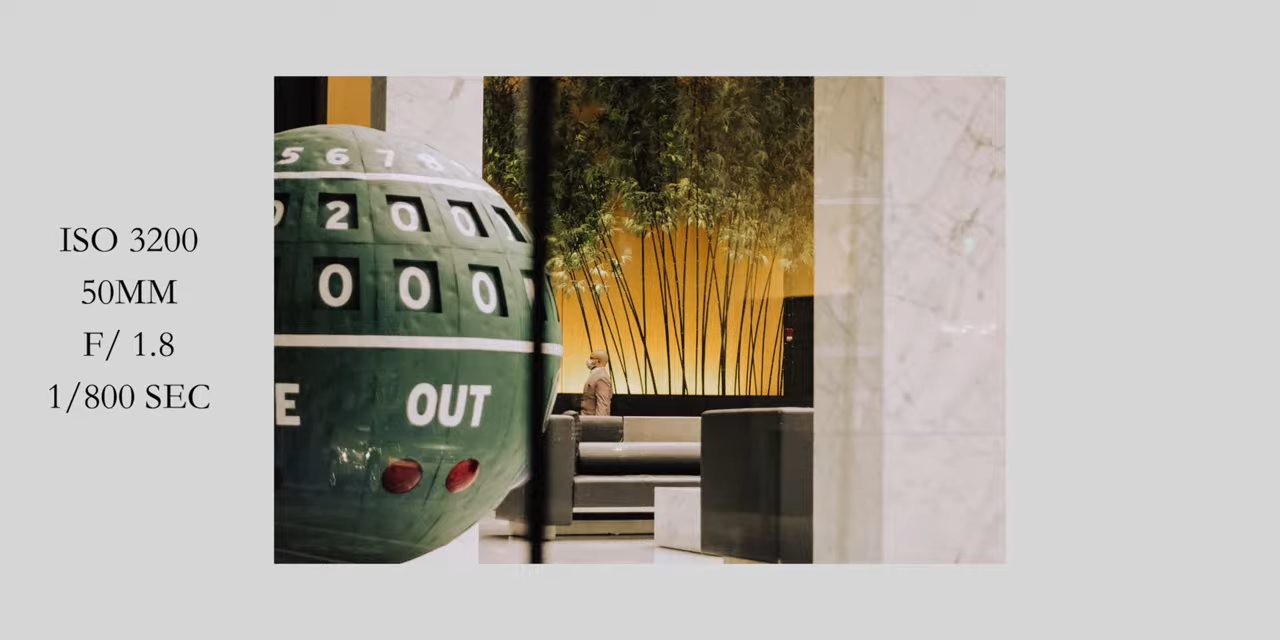 ISO 3200
50MM
F/ 1.8
1/800 SEC
5 6 7 8
2 0 0
0 0 0
E OUT